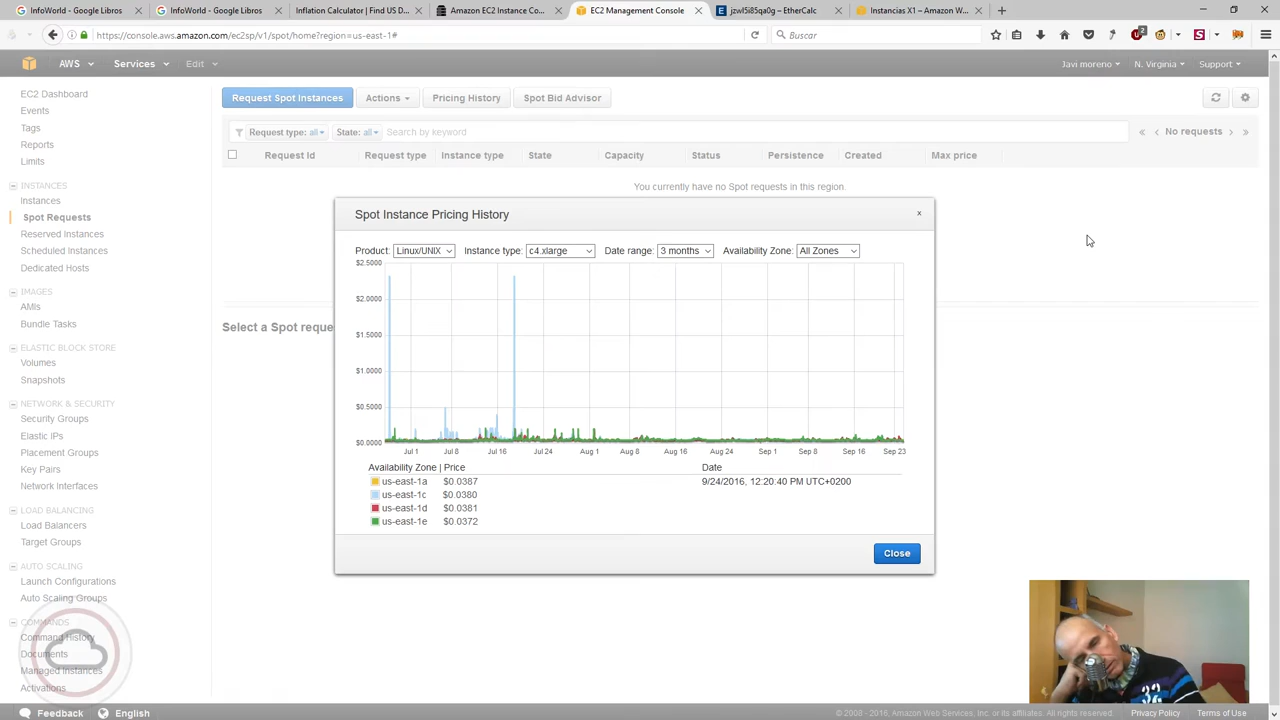 InfoWorld - Google Libros
InfoWorld - Google Libros
Inflation Calculator | Find US D...
Amazon EC2 Instance Co...
EC2 Management Console
jzwl5i85qa0g – EtherCalc
Instancias X1 – Amazon W...
https://console.aws.amazon.com/ec2sp/v1/spot/home?region=us-east-1#
Buscar
2
S
AWS
Services
Edit
Javi moreno
N. Virginia
Support
EC2 Dashboard
Events
Tags
Reports
Limits
INSTANCES
Instances
Spot Requests
Reserved Instances
Scheduled Instances
Dedicated Hosts
IMAGES
AMIs
Bundle Tasks
ELASTIC BLOCK STORE
Volumes
Snapshots
NETWORK & SECURITY
Security Groups
Elastic IPs
Placement Groups
Key Pairs
Network Interfaces
LOAD BALANCING
Load Balancers
Target Groups
AUTO SCALING
Launch Configurations
Auto Scaling Groups
COMMANDS
Command History
Documents
Managed Instances
Activations
Request Spot Instances
Actions
Pricing History
Spot Bid Advisor
Request type: all
State: all
Search by keyword
No requests
Request Id
Request type
Instance type
State
Capacity
Status
Persistence
Created
Max price
You currently have no Spot requests in this region.
Select a Spot reque
Spot Instance Pricing History
x
Product: Linux/UNIX
Instance type: c4.xlarge
Date range: 3 months
Availability Zone: All Zones
$2.5000
$2.0000
$1.5000
$1.0000
$0.5000
$0.0000
Jul 1 Jul 8 Jul 16 Jul 24 Aug 1 Aug 8 Aug 16 Aug 24 Sep 1 Sep 8 Sep 16 Sep 23
Availability Zone | Price
Date
us-east-1a $0.0387
9/24/2016, 12:20:40 PM UTC+0200
us-east-1c $0.0380
us-east-1d $0.0381
us-east-1e $0.0372
Close
32
Feedback
English
© 2008 - 2016, Amazon Web Services, Inc. or its affiliates. All rights reserved.
Privacy Policy
Terms of Use